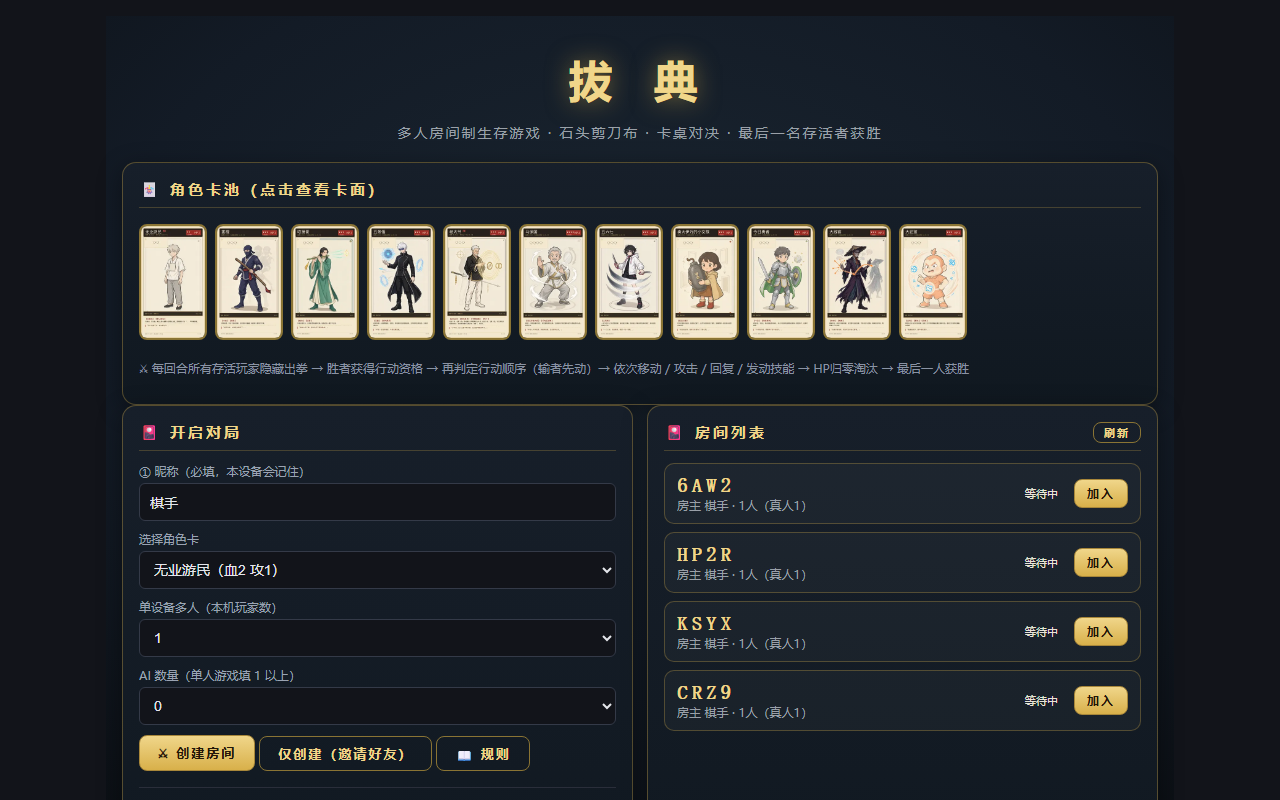 拔 典
多人房间制生存游戏 · 石头剪刀布 · 卡桌对决 · 最后一名存活者获胜
角色卡池（点击查看卡面）
⚔ 每回合所有存活玩家隐藏出拳 → 胜者获得行动资格 → 再判定行动顺序（输者先动）→ 依次移动 / 攻击 / 回复 / 发动技能 → HP归零淘汰 → 最后一人获胜
开启对局
① 昵称（必填，本设备会记住）
棋手
选择角色卡
无业游民（血2 攻1）
单设备多人（本机玩家数）
1
AI 数量（单人游戏填 1 以上）
0
⚔ 创建房间
仅创建（邀请好友）
规则
房间列表
刷新
6AW2
房主 棋手 · 1人（真人1）
等待中
加入
HP2R
房主 棋手 · 1人（真人1）
等待中
加入
KSYX
房主 棋手 · 1人（真人1）
等待中
加入
CRZ9
房主 棋手 · 1人（真人1）
等待中
加入